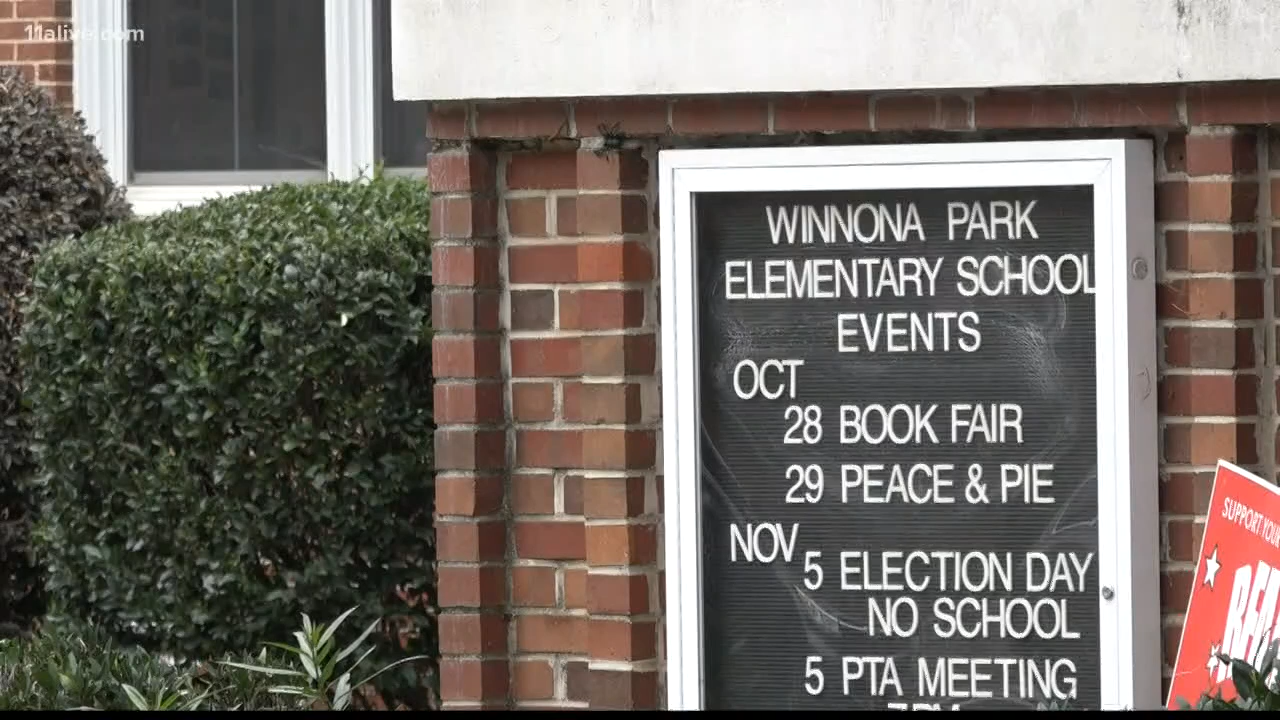 11alive.com
WINNONA PARK
ELEMENTARY SCHOOL
EVENTS
OCT
28 BOOK FAIR
29 PEACE & PIE
NOV
5 ELECTION DAY
NO SCHOOL
5 PTA MEETING
7PM
SUPPORT YOUR